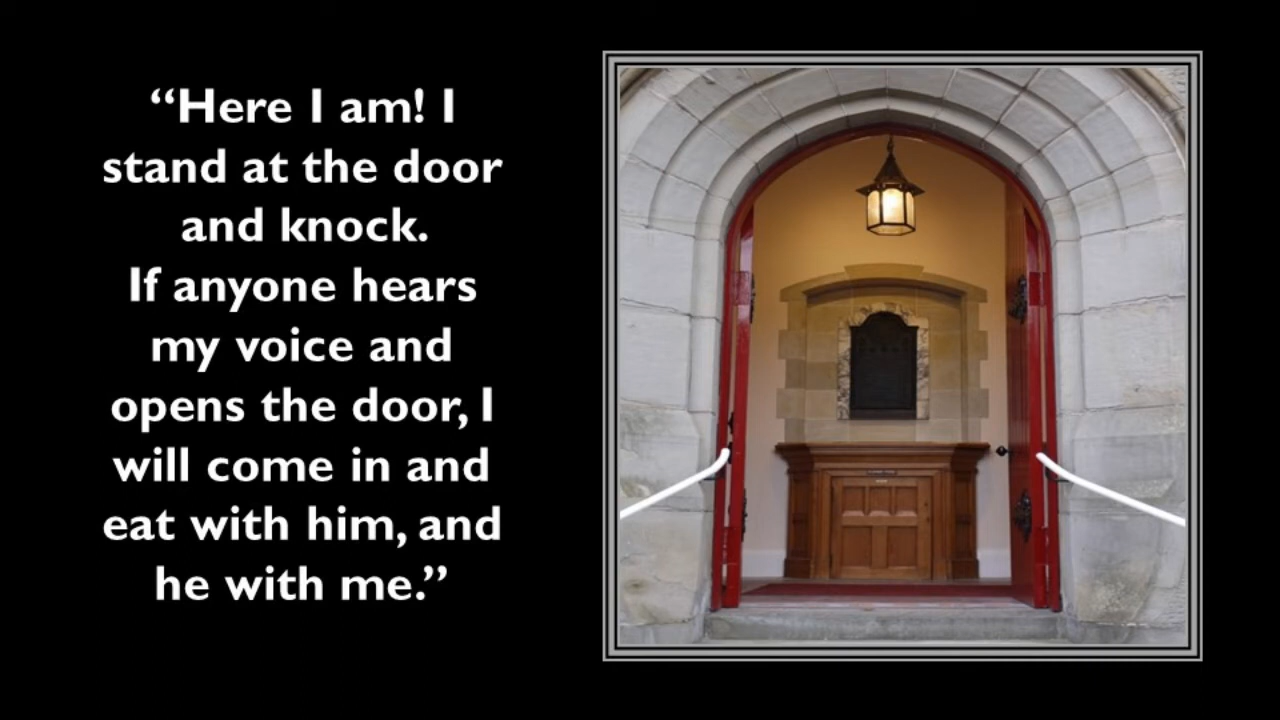 “Here I am! I
stand at the door
and knock.
If anyone hears
my voice and
opens the door, I
will come in and
eat with him, and
he with me.”